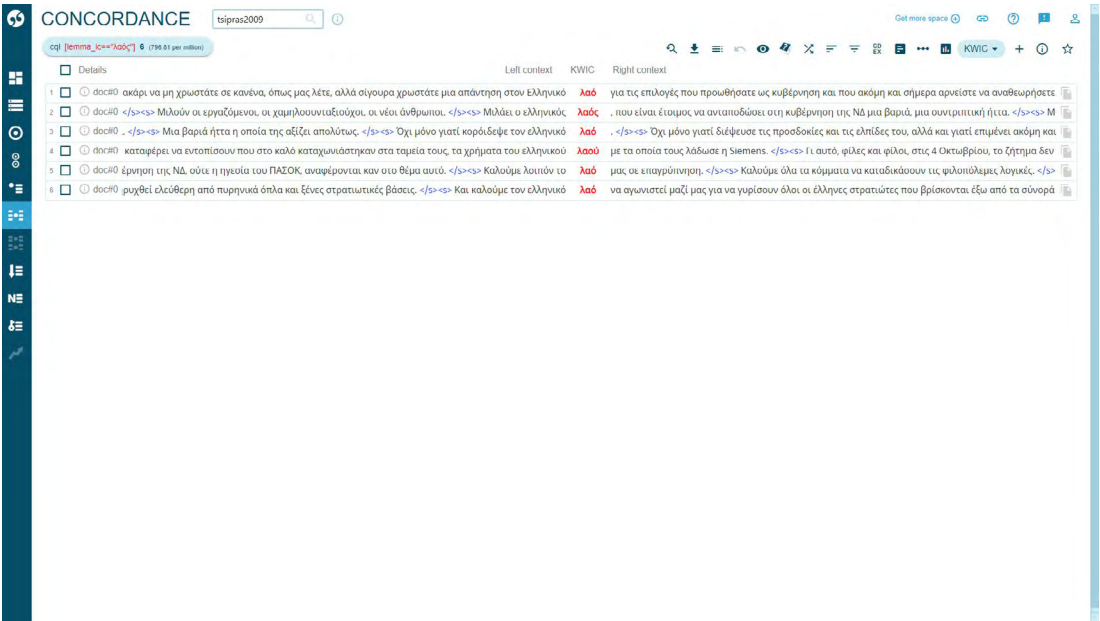 CONCORDANCE tsipras2009 Get more space
cql [lemma_lc=="λαός"] 6 (796.81 per million) GD EX KWIC
Details Left context KWIC Right context
1 doc#0 ακάρι να μη χρωστάτε σε κανένα, όπως μας λέτε, αλλά σίγουρα χρωστάτε μια απάντηση στον Ελληνικό λαό για τις επιλογές που προωθήσατε ως κυβέρνηση και που ακόμη και σήμερα αρνείστε να αναθεωρήσετε
2 doc#0 </s><s> Μιλούν οι εργαζόμενοι, οι χαμηλοσυνταξιούχοι, οι νέοι άνθρωποι. </s><s> Μιλάει ο ελληνικός λαός , που είναι έτοιμος να ανταποδώσει στη κυβέρνηση της ΝΔ μια βαριά, μια συντριπτική ήττα. </s><s> Μ
3 doc#0 . </s><s> Μια βαριά ήττα η οποία της αξίζει απολύτως. </s><s> Όχι μόνο γιατί κορόιδεψε τον ελληνικό λαό . </s><s> Όχι μόνο γιατί διέψευσε τις προσδοκίες και τις ελπίδες του, αλλά και γιατί επιμένει ακόμη και
4 doc#0 καταφέρει να εντοπίσουν που στο καλό καταχωνιάστηκαν στα ταμεία τους, τα χρήματα του ελληνικού λαού με τα οποία τους λάδωσε η Siemens. </s><s> Γι αυτό, φίλες και φίλοι, στις 4 Οκτωβρίου, το ζήτημα δεν
5 doc#0 έρνηση της ΝΔ, ούτε η ηγεσία του ΠΑΣΟΚ, αναφέρονται καν στο θέμα αυτό. </s><s> Καλούμε λοιπόν το λαό μας σε επαγρύπνηση. </s><s> Καλούμε όλα τα κόμματα να καταδικάσουν τις φιλοπόλεμες λογικές. </s>
6 doc#0 ρυχθεί ελεύθερη από πυρηνικά όπλα και ξένες στρατιωτικές βάσεις. </s><s> Και καλούμε τον ελληνικό λαό να αγωνιστεί μαζί μας για να γυρίσουν όλοι οι έλληνες στρατιώτες που βρίσκονται έξω από τα σύνορά